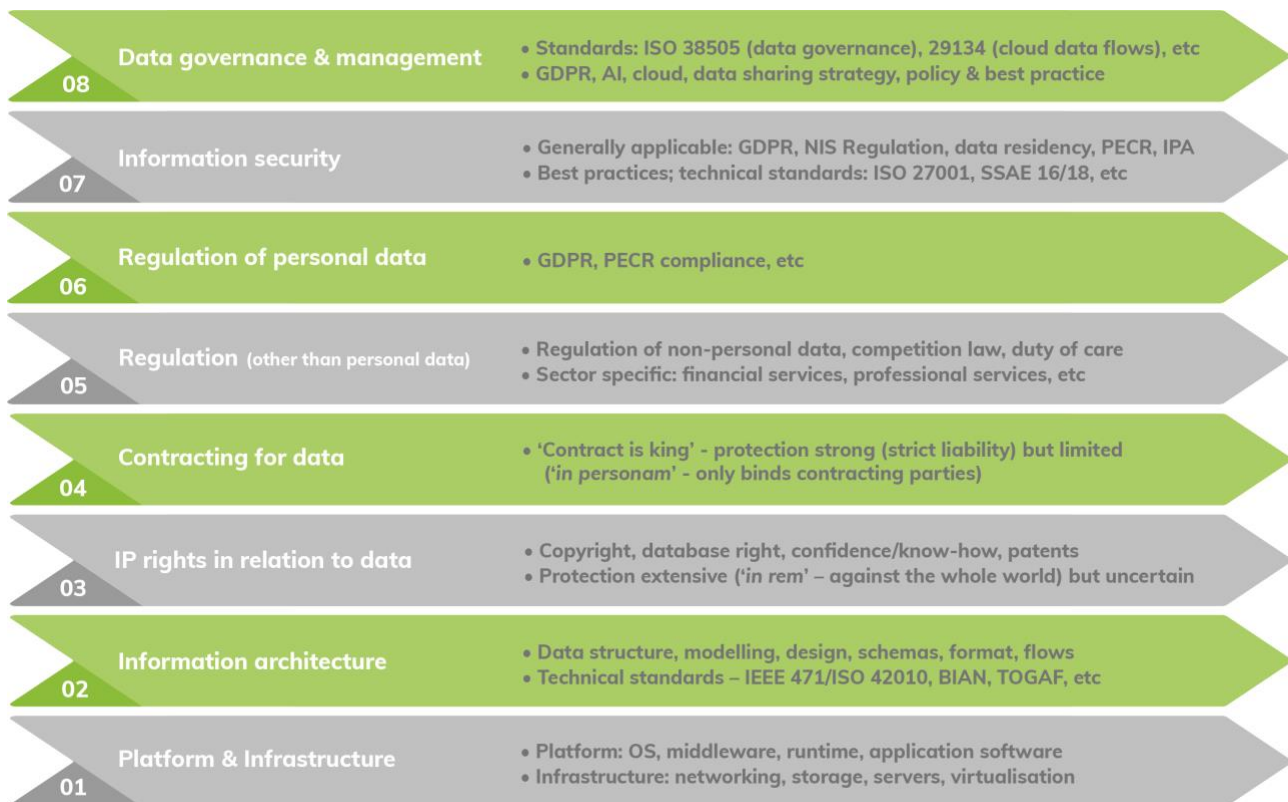 Data governance & management
• Standards: ISO 38505 (data governance), 29134 (cloud data flows), etc
• GDPR, AI, cloud, data sharing strategy, policy & best practice
08
Information security
• Generally applicable: GDPR, NIS Regulation, data residency, PECR, IPA
• Best practices; technical standards: ISO 27001, SSAE 16/18, etc
07
Regulation of personal data
• GDPR, PECR compliance, etc
06
Regulation (other than personal data)
• Regulation of non-personal data, competition law, duty of care
• Sector specific: financial services, professional services, etc
05
Contracting for data
• ‘Contract is king’ - protection strong (strict liability) but limited
(‘in personam’ - only binds contracting parties)
04
IP rights in relation to data
• Copyright, database right, confidence/know-how, patents
• Protection extensive (‘in rem’ – against the whole world) but uncertain
03
Information architecture
• Data structure, modelling, design, schemas, format, flows
• Technical standards – IEEE 471/ISO 42010, BIAN, TOGAF, etc
02
Platform & Infrastructure
• Platform: OS, middleware, runtime, application software
• Infrastructure: networking, storage, servers, virtualisation
01